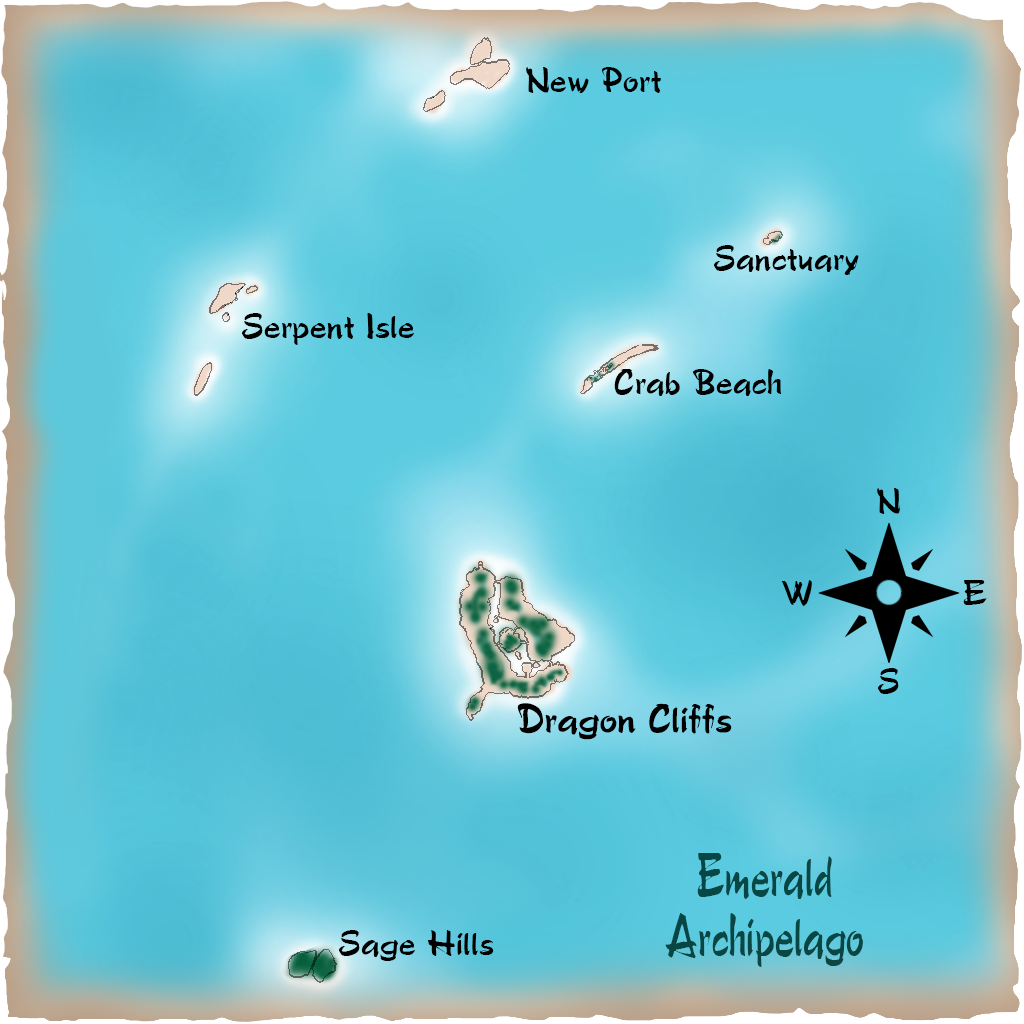 New Port
Sanctuary
Serpent Isle
Crab Beach
N
W
E
S
Dragon Cliffs
Emerald
Archipelago
Sage Hills